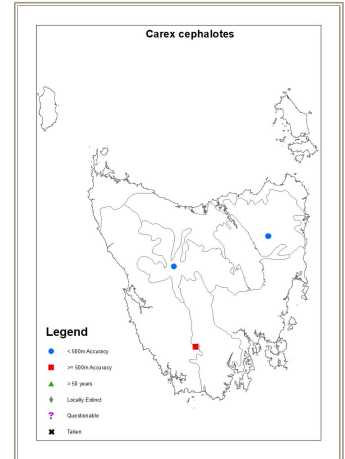 Carex cephalotes
Legend
< 500m Accuracy
>= 500m Accuracy
> 50 years
Locally Extinct
? Questionable
Taken